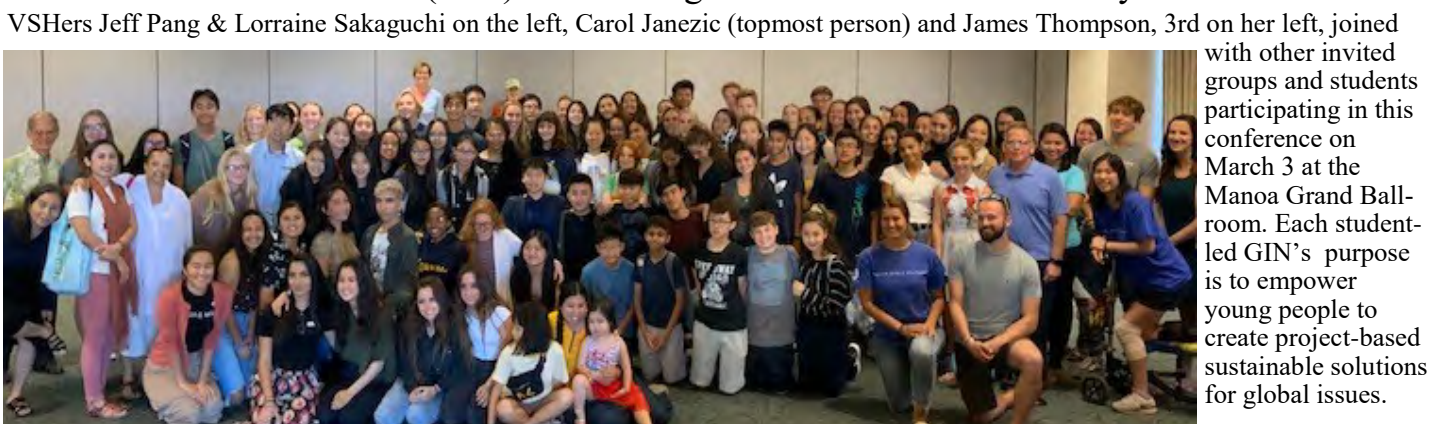 VSHers Jeff Pang & Lorraine Sakaguchi on the left, Carol Janezic (topmost person) and James Thompson, 3rd on her left, joined
with other invited
groups and students
participating in this
conference on
March 3 at the
Manoa Grand Ball-
room. Each student-
led GIN's purpose
is to empower
young people to
create project-based
sustainable solutions
for global issues.